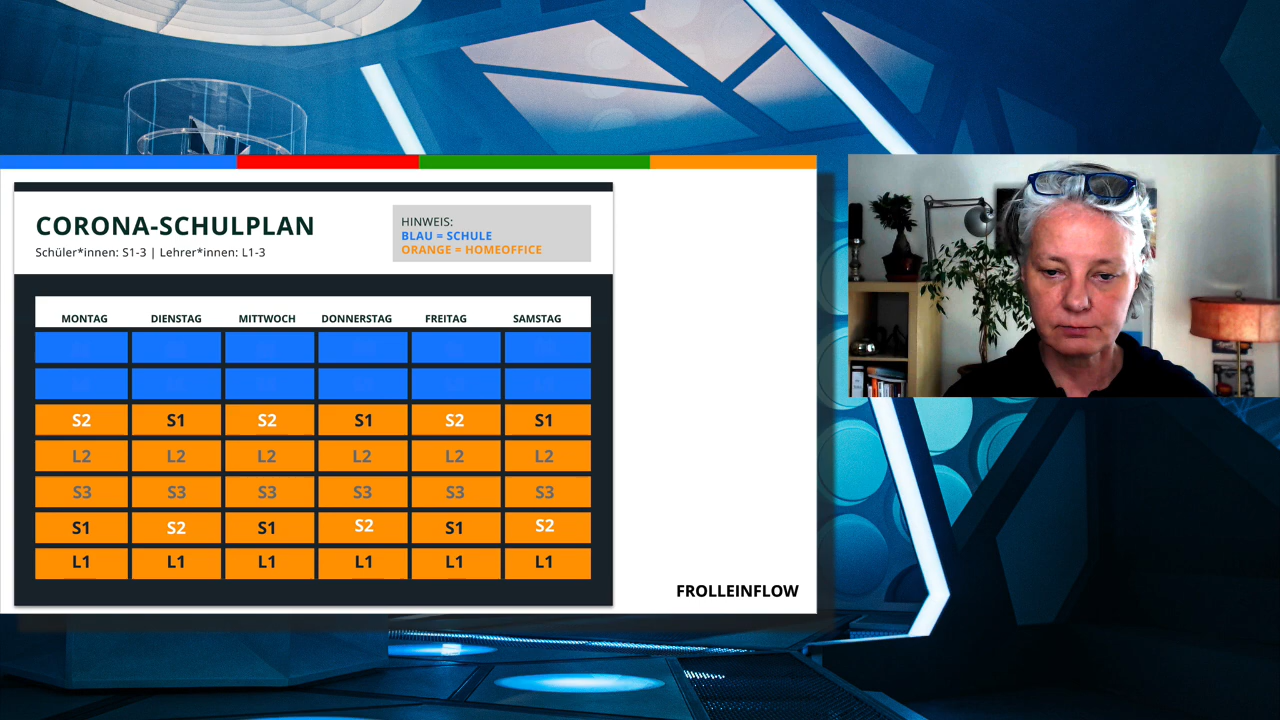 CORONA-SCHULPLAN
Schüler*innen: S1-3 | Lehrer*innen: L1-3
HINWEIS:
BLAU = SCHULE
ORANGE = HOMEOFFICE
MONTAG DIENSTAG MITTWOCH DONNERSTAG FREITAG SAMSTAG
S2 S1 S2 S1 S2 S1
L2 L2 L2 L2 L2 L2
S3 S3 S3 S3 S3 S3
S1 S2 S1 S2 S1 S2
L1 L1 L1 L1 L1 L1
FROLLEINFLOW